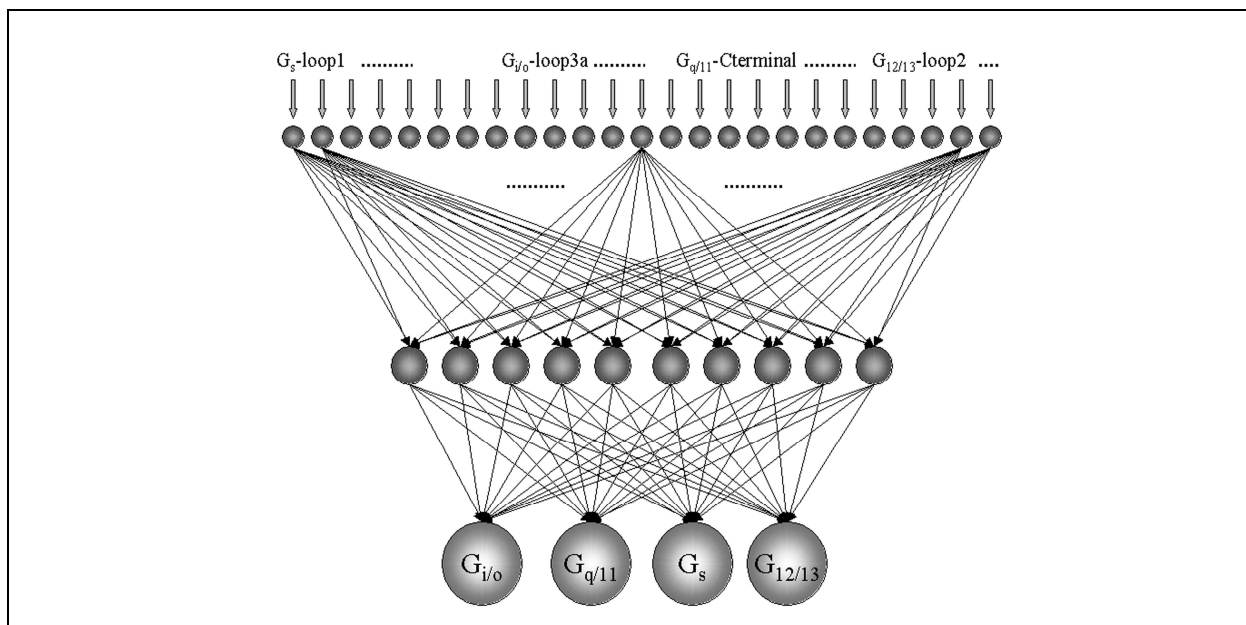 Gs-loop1 ........... Gi/o-loop3a ........... Gq/11-Cterminal ........... G12/13-loop2 ....
........... ...........
Gi/o Gq/11 Gs G12/13